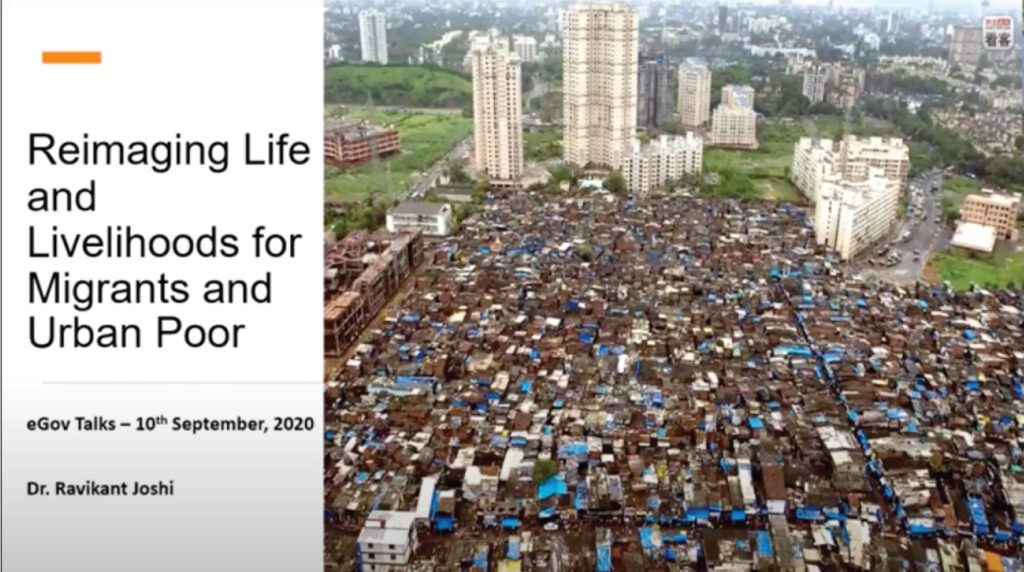 Reimaging Life
and
Livelihoods for
Migrants and
Urban Poor
eGov Talks – 10th September, 2020
Dr. Ravikant Joshi
看客